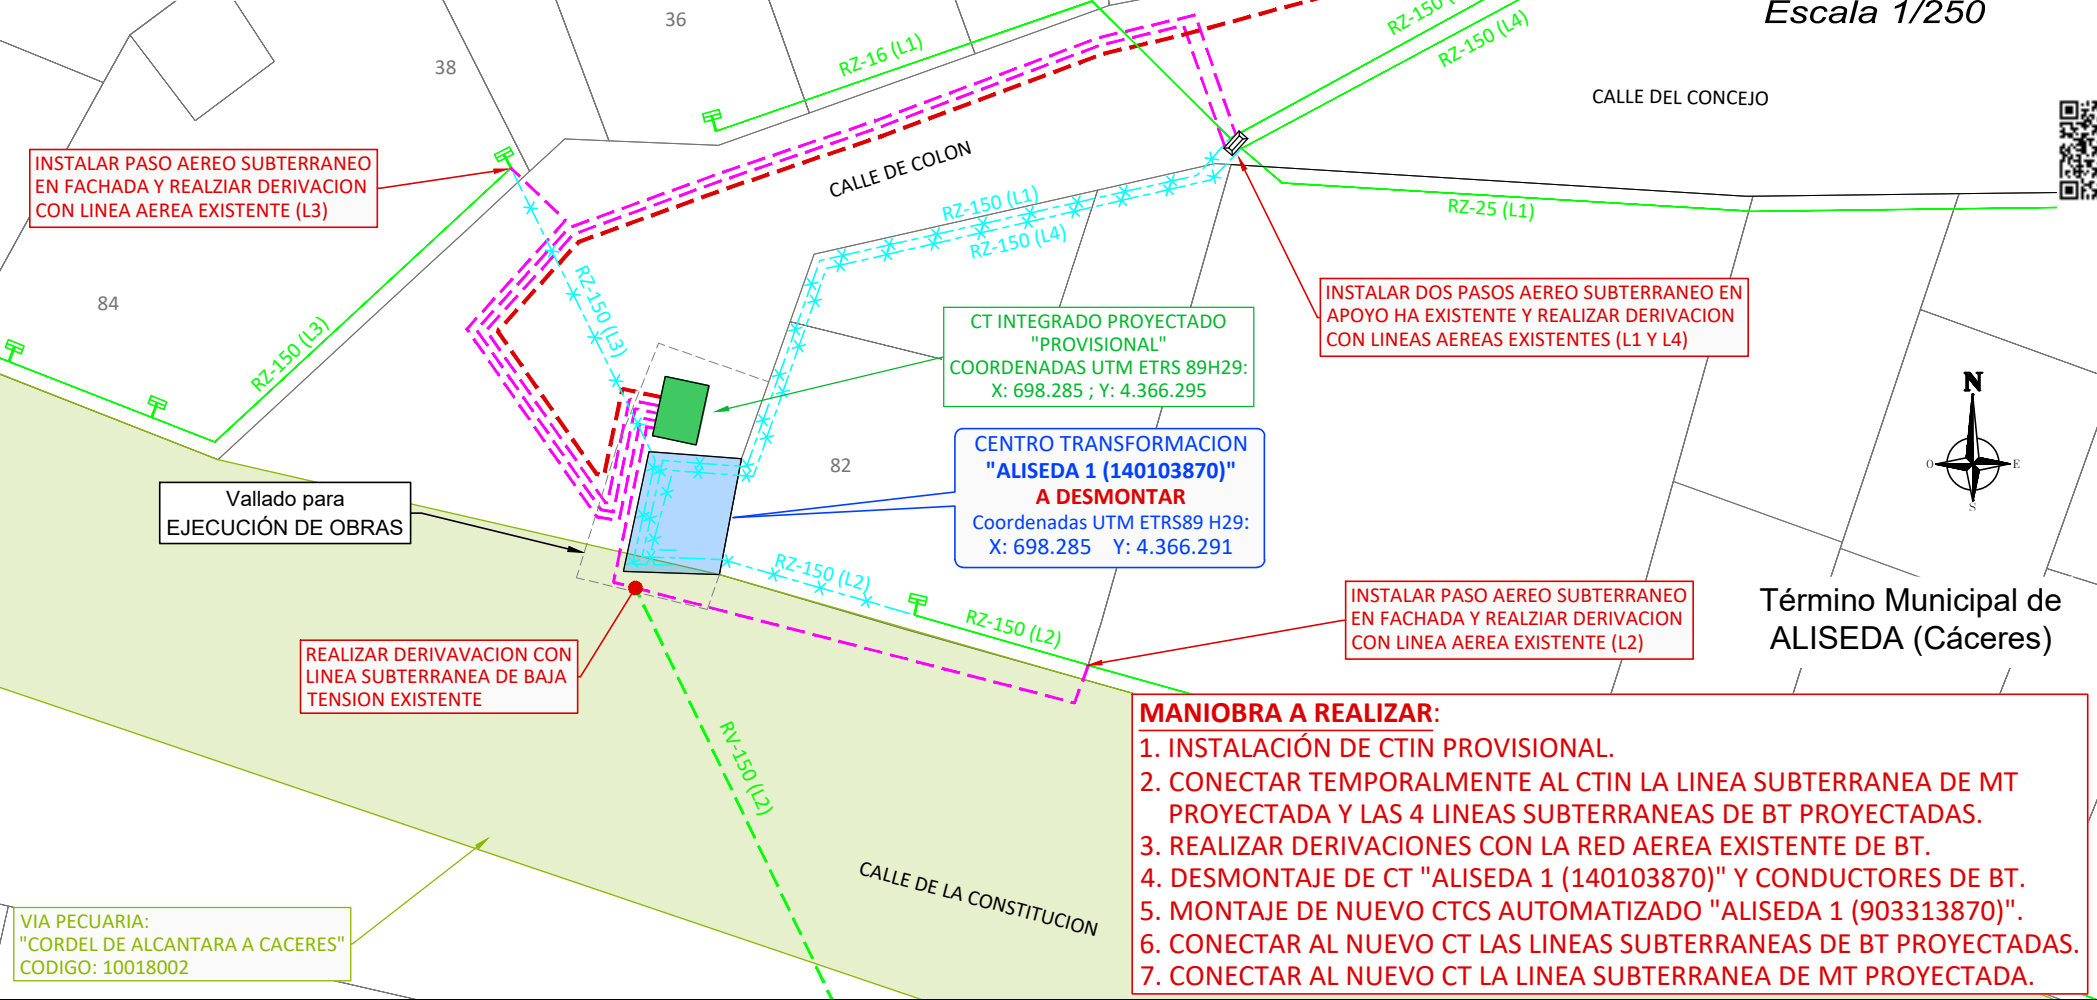 Escala 1/250
36
38
RZ-16 (L1)
RZ-150
RZ-150 (L4)
CALLE DEL CONCEJO
INSTALAR PASO AEREO SUBTERRANEO
EN FACHADA Y REALZIAR DERIVACION
CON LINEA AEREA EXISTENTE (L3)
CALLE DE COLON
RZ-150 (L1)
RZ-150 (L4)
RZ-25 (L1)
84
RZ-150 (L3)
RZ-150 (L3)
CT INTEGRADO PROYECTADO
"PROVISIONAL"
COORDENADAS UTM ETRS 89H29:
X: 698.285 ; Y: 4.366.295
INSTALAR DOS PASOS AEREO SUBTERRANEO EN
APOYO HA EXISTENTE Y REALIZAR DERIVACION
CON LINEAS AEREAS EXISTENTES (L1 Y L4)
N
O
E
S
82
CENTRO TRANSFORMACION
"ALISEDA 1 (140103870)"
A DESMONTAR
Coordenadas UTM ETRS89 H29:
X: 698.285 Y: 4.366.291
Vallado para
EJECUCIÓN DE OBRAS
RZ-150 (L2)
RZ-150 (L2)
INSTALAR PASO AEREO SUBTERRANEO
EN FACHADA Y REALZIAR DERIVACION
CON LINEA AEREA EXISTENTE (L2)
Término Municipal de
ALISEDA (Cáceres)
REALIZAR DERIVAVACION CON
LINEA SUBTERRANEA DE BAJA
TENSION EXISTENTE
RV-150 (L2)
CALLE DE LA CONSTITUCION
VIA PECUARIA:
"CORDEL DE ALCANTARA A CACERES"
CODIGO: 10018002
MANIOBRA A REALIZAR:
1. INSTALACIÓN DE CTIN PROVISIONAL.
2. CONECTAR TEMPORALMENTE AL CTIN LA LINEA SUBTERRANEA DE MT
PROYECTADA Y LAS 4 LINEAS SUBTERRANEAS DE BT PROYECTADAS.
3. REALIZAR DERIVACIONES CON LA RED AEREA EXISTENTE DE BT.
4. DESMONTAJE DE CT "ALISEDA 1 (140103870)" Y CONDUCTORES DE BT.
5. MONTAJE DE NUEVO CTCS AUTOMATIZADO "ALISEDA 1 (903313870)".
6. CONECTAR AL NUEVO CT LAS LINEAS SUBTERRANEAS DE BT PROYECTADAS.
7. CONECTAR AL NUEVO CT LA LINEA SUBTERRANEA DE MT PROYECTADA.